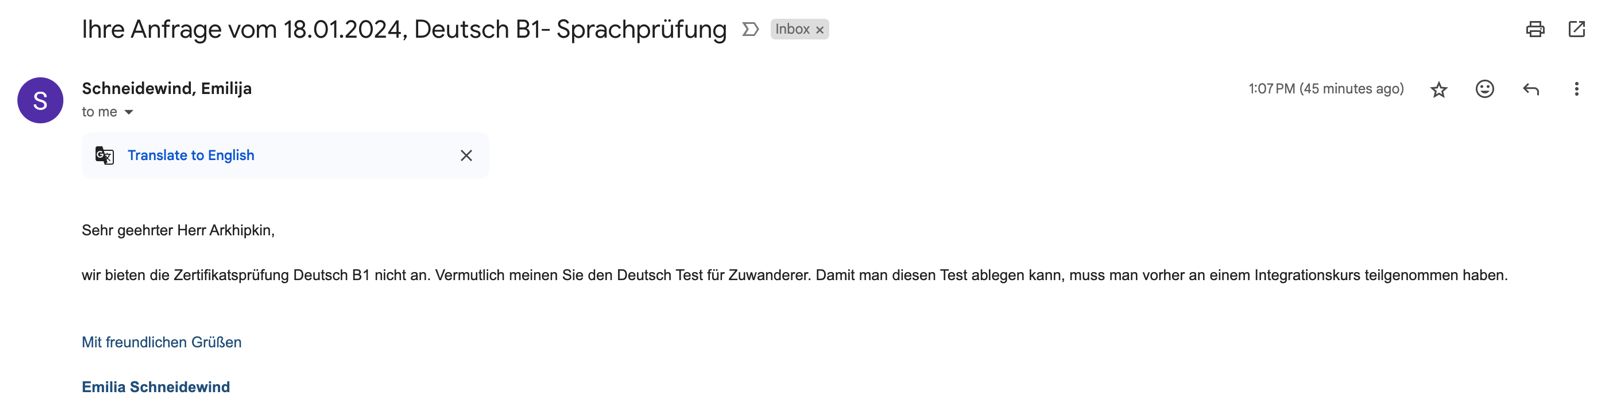 Ihre Anfrage vom 18.01.2024, Deutsch B1- Sprachprüfung Inbox ×
S
Schneidewind, Emilija 1:07 PM (45 minutes ago)
to me
Translate to English
Sehr geehrter Herr Arkhipkin,
wir bieten die Zertifikatsprüfung Deutsch B1 nicht an. Vermutlich meinen Sie den Deutsch Test für Zuwanderer. Damit man diesen Test ablegen kann, muss man vorher an einem Integrationskurs teilgenommen haben.
Mit freundlichen Grüßen
Emilia Schneidewind